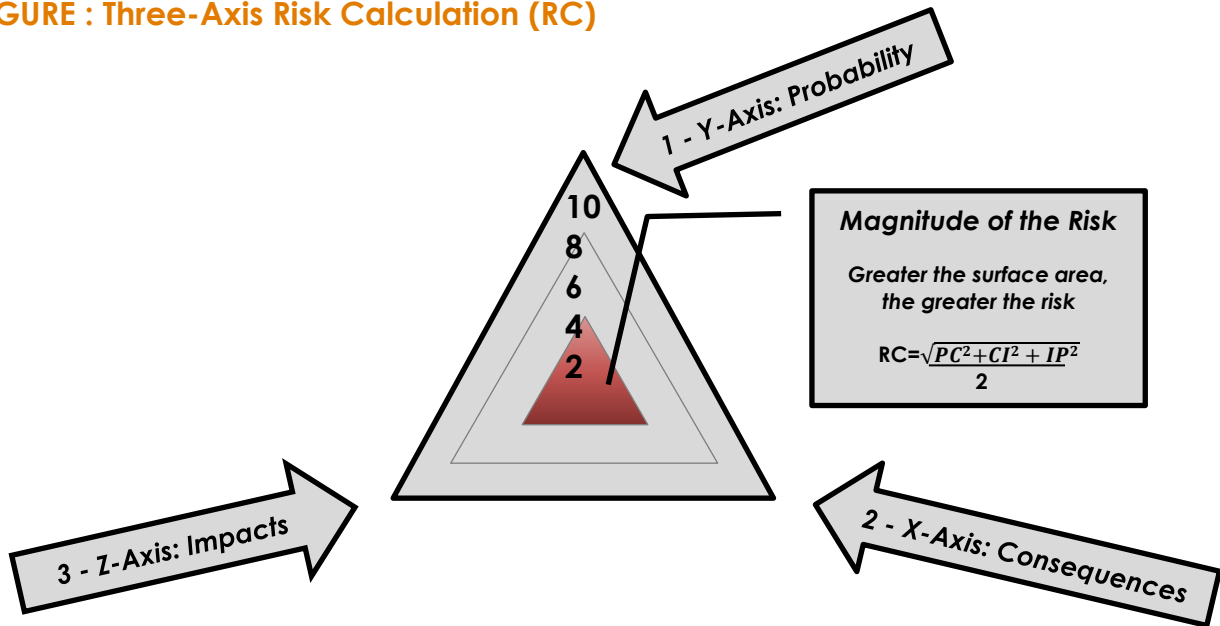 GURE : Three-Axis Risk Calculation (RC)
1 - Y-Axis: Probability
10
8
6
4
2
Magnitude of the Risk
Greater the surface area,
the greater the risk
RC=√PC²+CI² + IP²
2
3 - Z-Axis: Impacts
2 - X-Axis: Consequences